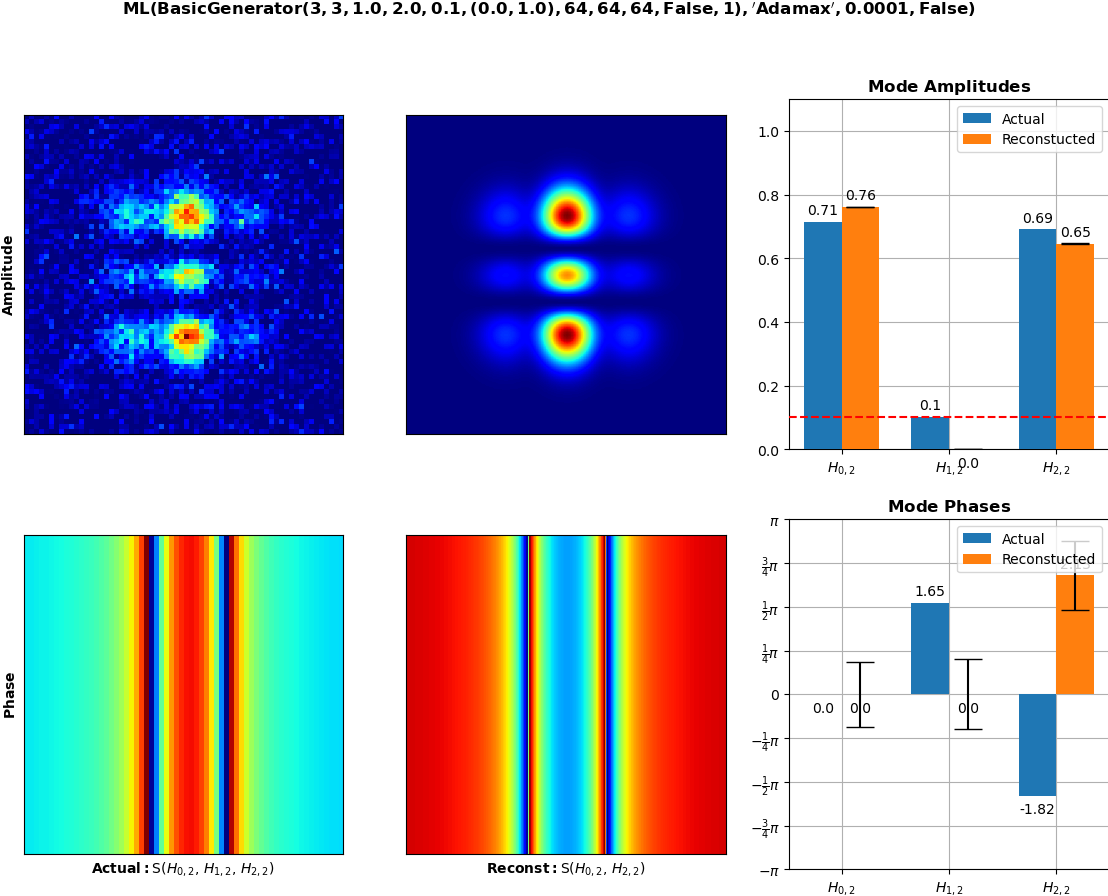 ML(BasicGenerator(3, 3, 1.0, 2.0, 0.1, (0.0, 1.0), 64, 64, 64, False, 1), ′Adamax′, 0.0001, False)
Mode Amplitudes
Actual
Reconstucted
1.0
0.8
0.6
0.4
0.2
0.0
0.71
0.76
0.1
0.0
0.69
0.65
H0, 2
H1, 2
H2, 2
Amplitude
Mode Phases
Actual
Reconstucted
π
3/4π
1/2π
1/4π
0
−1/4π
−1/2π
−3/4π
−π
0.0
0.0
1.65
0.0
-1.82
H0, 2
H1, 2
H2, 2
Phase
Actual: S(H0, 2, H1, 2, H2, 2)
Reconst: S(H0, 2, H2, 2)